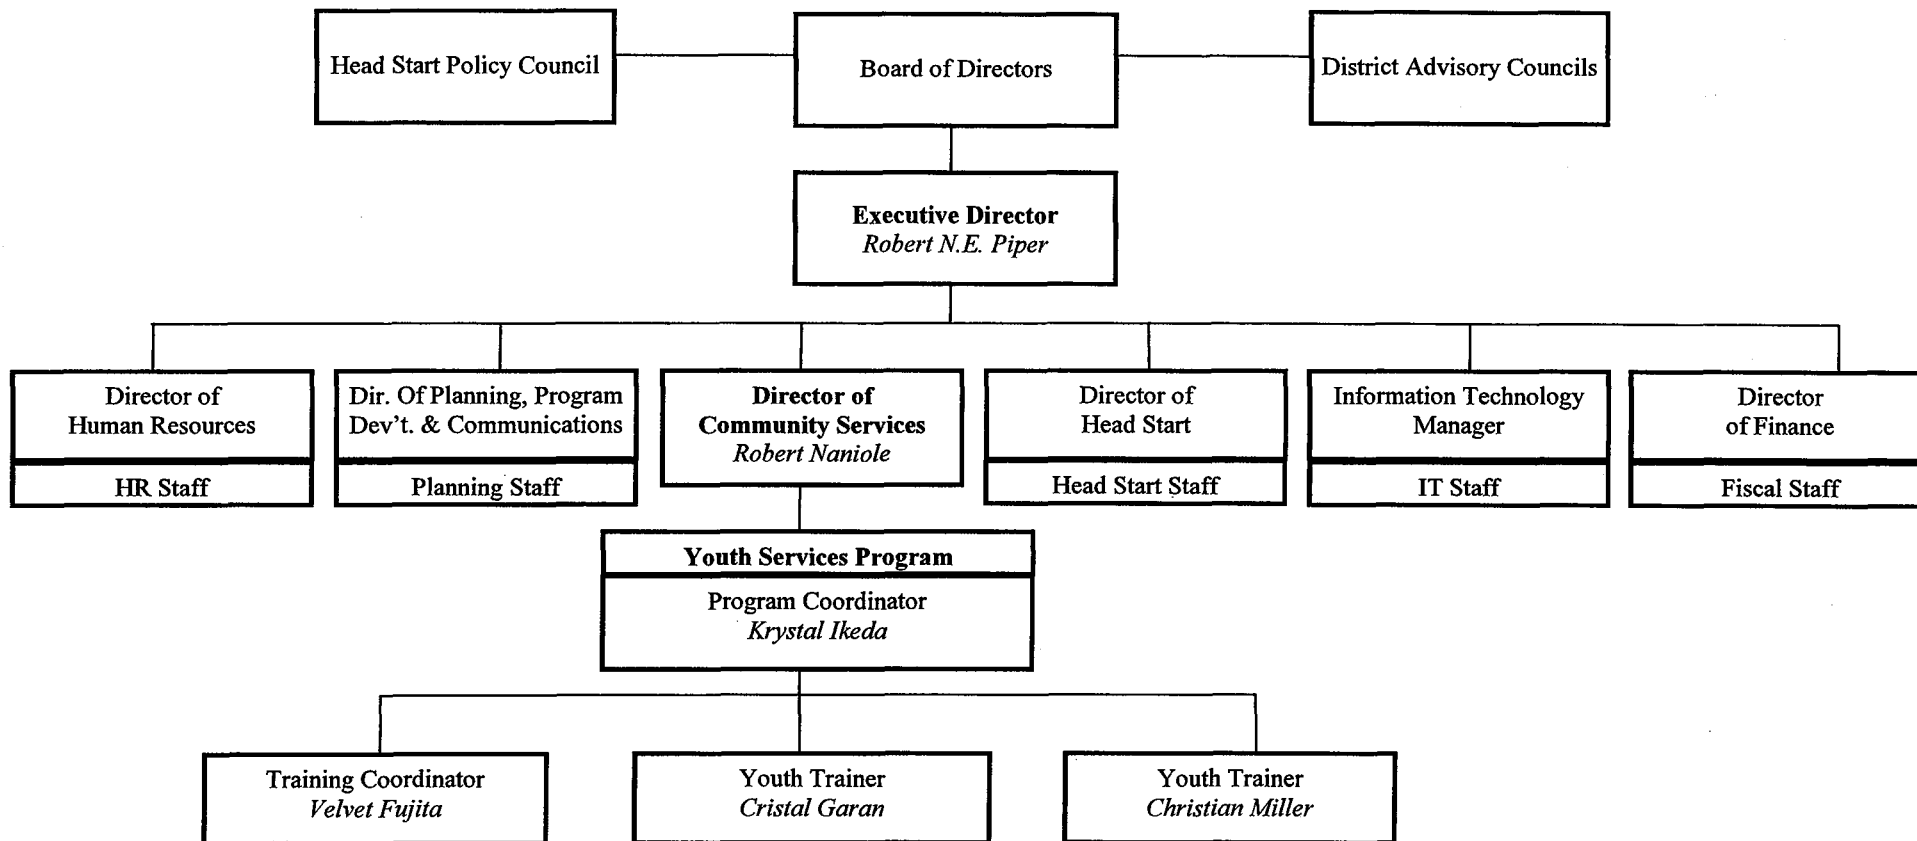 Head Start Policy Council
Board of Directors
District Advisory Councils
Executive Director
Robert N.E. Piper
Director of
Human Resources
HR Staff
Dir. Of Planning, Program
Dev't. & Communications
Planning Staff
Director of
Community Services
Robert Naniole
Director of
Head Start
Head Start Staff
Information Technology
Manager
IT Staff
Director
of Finance
Fiscal Staff
Youth Services Program
Program Coordinator
Krystal Ikeda
Training Coordinator
Velvet Fujita
Youth Trainer
Cristal Garan
Youth Trainer
Christian Miller